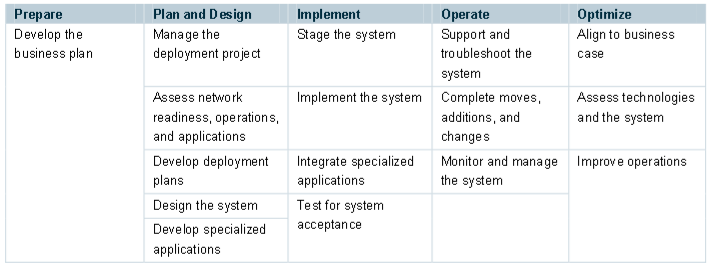 Prepare
Plan and Design
Implement
Operate
Optimize
Develop the
business plan
Manage the
deployment project
Stage the system
Support and
troubleshoot the
system
Align to business
case
Assess network
readiness, operations,
and applications
Implement the system
Complete moves,
additions, and
changes
Assess technologies
and the system
Develop deployment
plans
Integrate specialized
applications
Monitor and manage
the system
Improve operations
Design the system
Test for system
acceptance
Develop specialized
applications